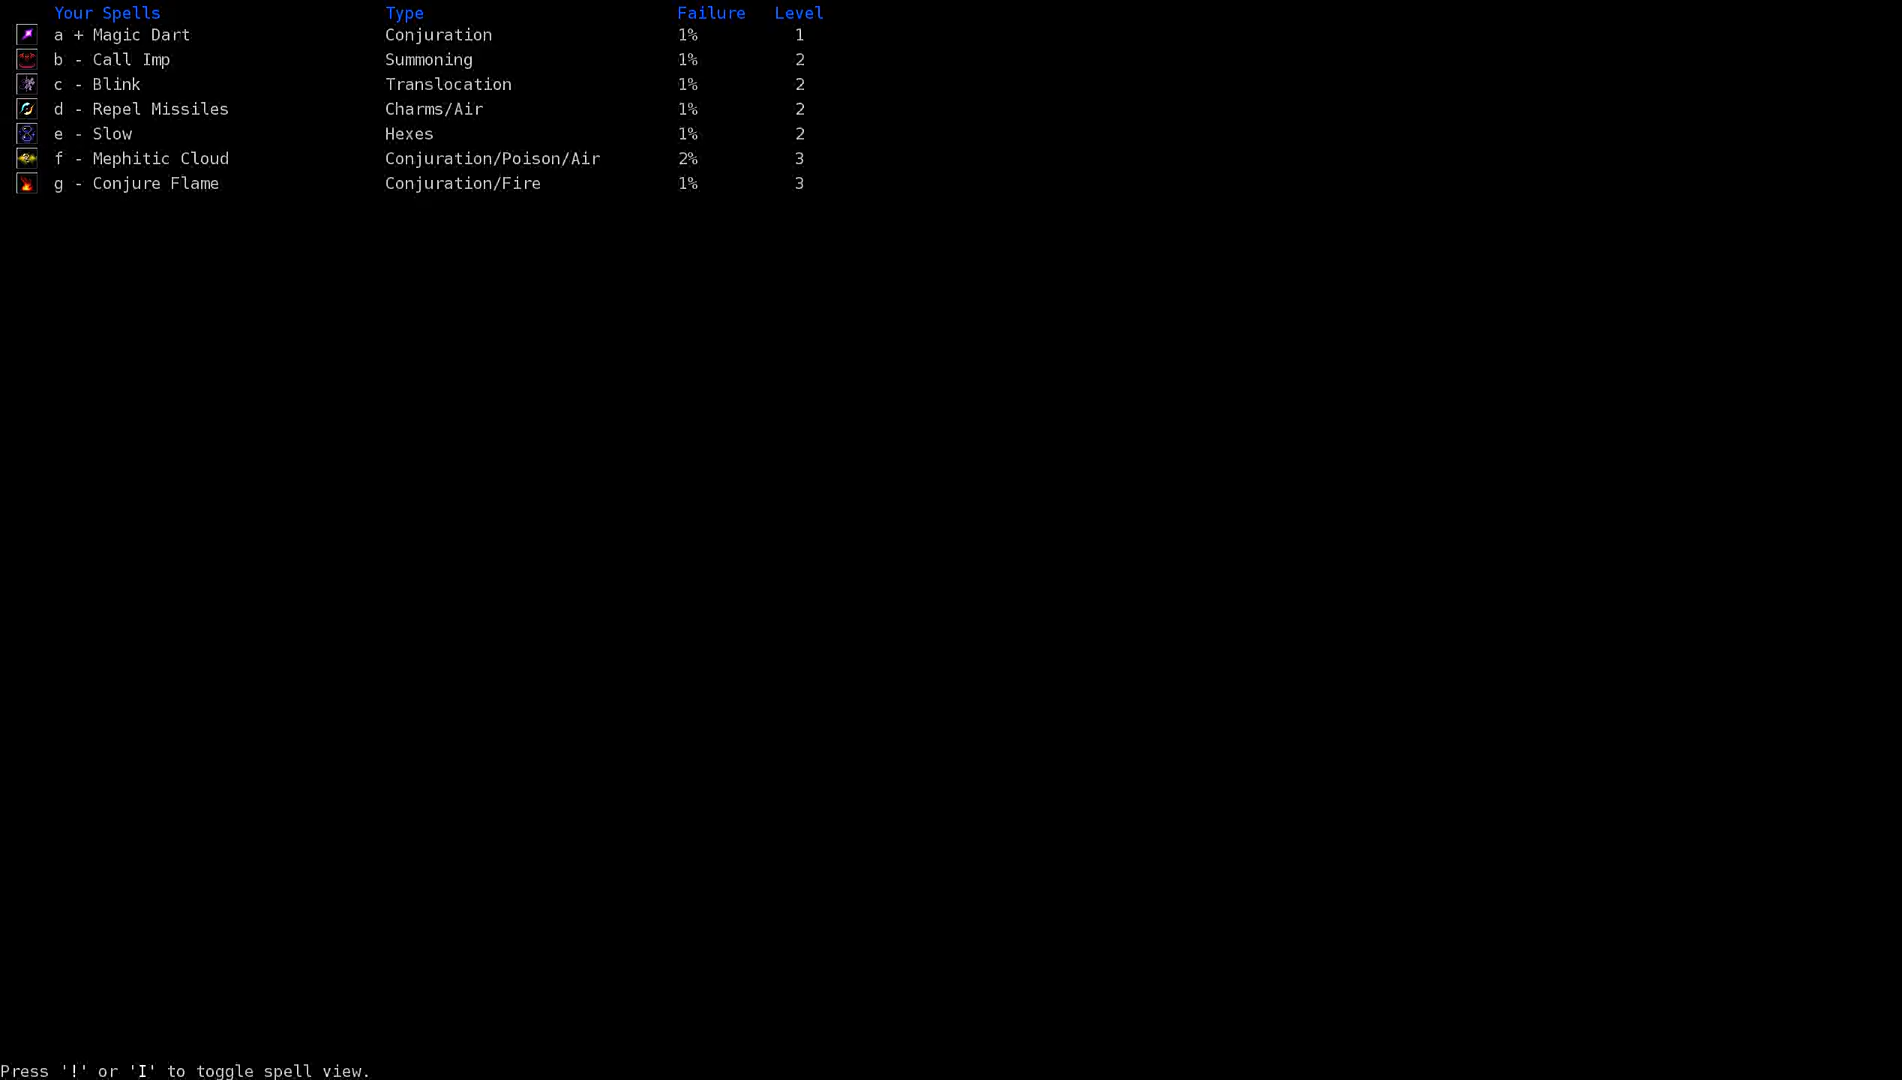 Your Spells Type Failure Level
a + Magic Dart Conjuration 1% 1
b - Call Imp Summoning 1% 2
c - Blink Translocation 1% 2
d - Repel Missiles Charms/Air 1% 2
e - Slow Hexes 1% 2
f - Mephitic Cloud Conjuration/Poison/Air 2% 3
g - Conjure Flame Conjuration/Fire 1% 3
Press '!' or 'I' to toggle spell view.